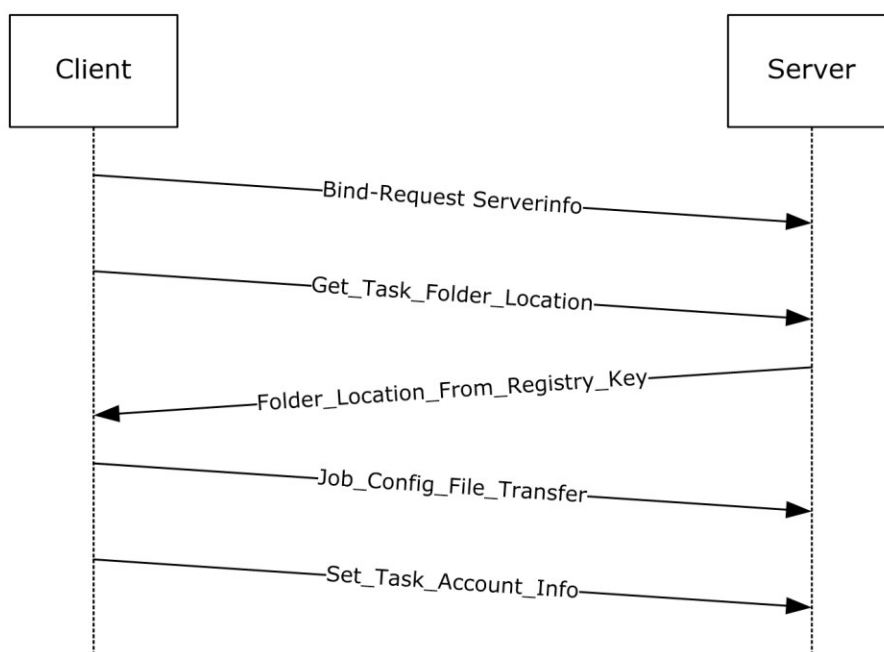 Client
Server
Bind-Request Serverinfo
Get_Task_Folder_Location
Folder_Location_From_Registry_Key
Job_Config_File_Transfer
Set_Task_Account_Info